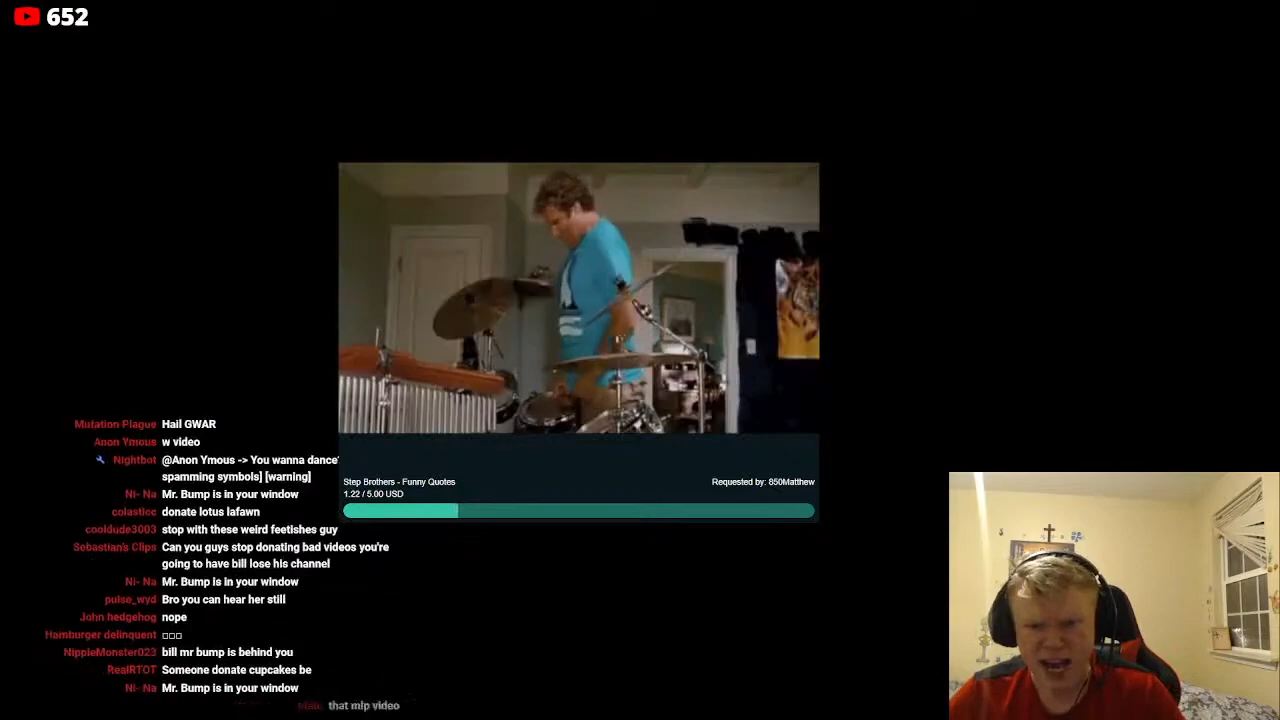 652
Step Brothers - Funny Quotes
Requested by: 850Matthew
1.22 / 5.00 USD
Mutation Plague Hail GWAR
Anon Ymous w video
Nightbot @Anon Ymous -> You wanna dance
spamming symbols] [warning]
Ni- Na Mr. Bump is in your window
colasticc donate lotus lafawn
cooldude3003 stop with these weird feetishes guy
Sebastian's Clips Can you guys stop donating bad videos you're
going to have bill lose his channel
Ni- Na Mr. Bump is in your window
pulse_wyd Bro you can hear her still
John hedgehog nope
Hamburger delinquent □□□
NippleMonster023 bill mr bump is behind you
RealRTOT Someone donate cupcakes be
Ni- Na Mr. Bump is in your window
that mlp video